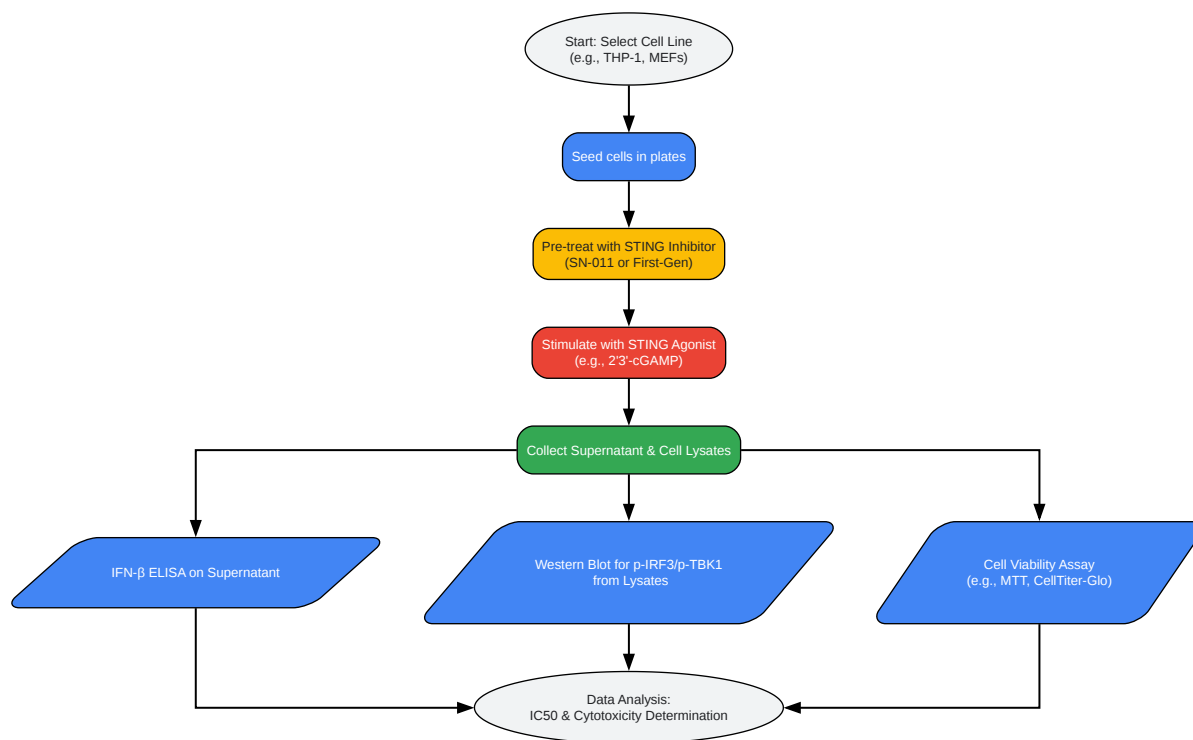 Start: Select Cell Line
(e.g., THP-1, MEFs)
Seed cells in plates
Pre-treat with STING Inhibitor
(SN-011 or First-Gen)
Stimulate with STING Agonist
(e.g., 2'3'-cGAMP)
Collect Supernatant & Cell Lysates
IFN-β ELISA on Supernatant
Western Blot for p-IRF3/p-TBK1
from Lysates
Cell Viability Assay
(e.g., MTT, CellTiter-Glo)
Data Analysis:
IC50 & Cytotoxicity Determination